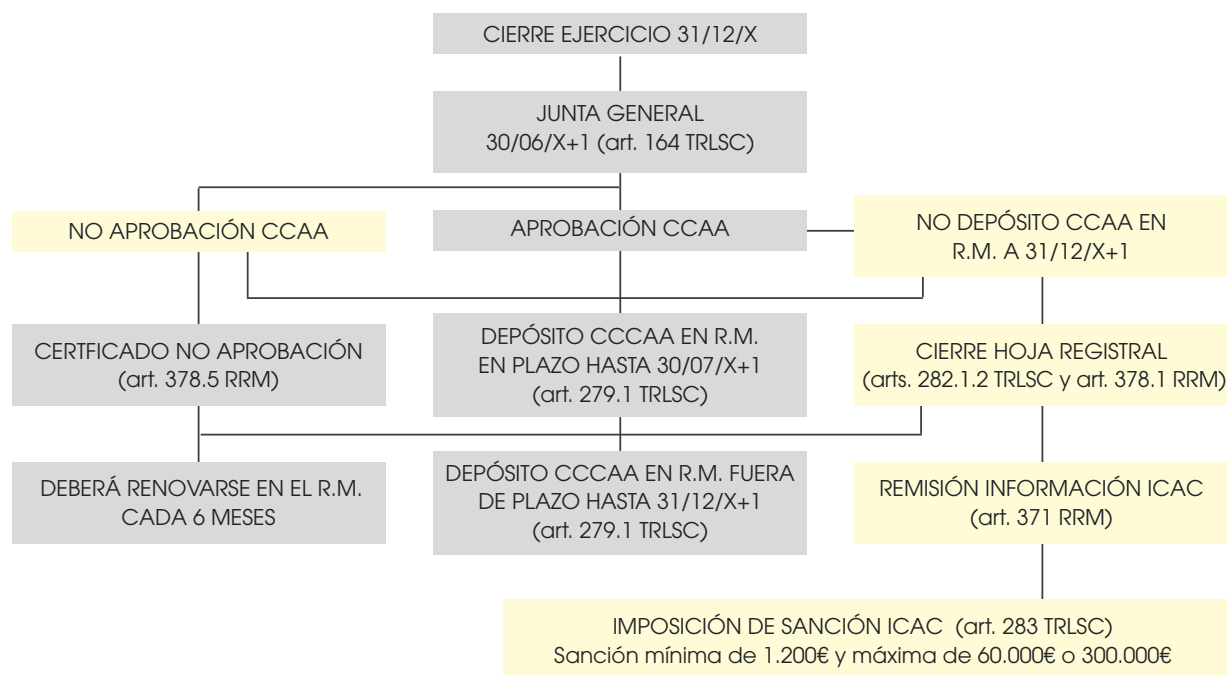 CIERRE EJERCICIO 31/12/X
JUNTA GENERAL
30/06/X+1 (art. 164 TRLSC)
NO APROBACIÓN CCAA
APROBACIÓN CCAA
NO DEPÓSITO CCAA EN
R.M. A 31/12/X+1
CERTFICADO NO APROBACIÓN
(art. 378.5 RRM)
DEPÓSITO CCCAA EN R.M.
EN PLAZO HASTA 30/07/X+1
(art. 279.1 TRLSC)
CIERRE HOJA REGISTRAL
(arts. 282.1.2 TRLSC y art. 378.1 RRM)
DEBERÁ RENOVARSE EN EL R.M.
CADA 6 MESES
DEPÓSITO CCCAA EN R.M. FUERA
DE PLAZO HASTA 31/12/X+1
(art. 279.1 TRLSC)
REMISIÓN INFORMACIÓN ICAC
(art. 371 RRM)
IMPOSICIÓN DE SANCIÓN ICAC (art. 283 TRLSC)
Sanción mínima de 1.200€ y máxima de 60.000€ o 300.000€